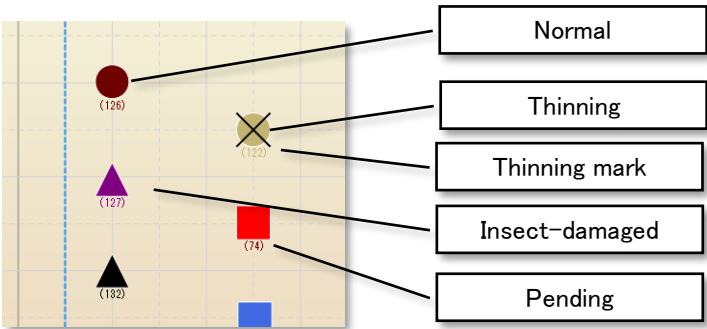 Normal
(126)
Thinning
(122)
Thinning mark
(127)
Insect-damaged
(74)
(132)
Pending